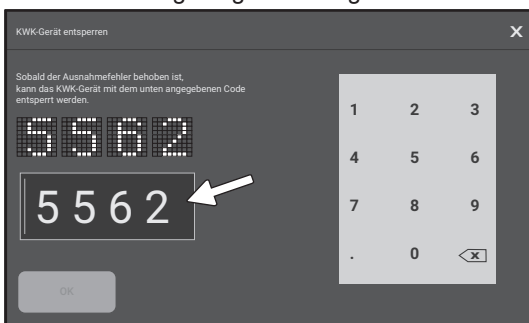 KWK-Gerät entsperren X
Sobald der Ausnahmefehler behoben ist,
kann das KWK-Gerät mit dem unten angegebenen Code
entsperrt werden.
5562
5562
OK
1 2 3
4 5 6
7 8 9
. 0 x